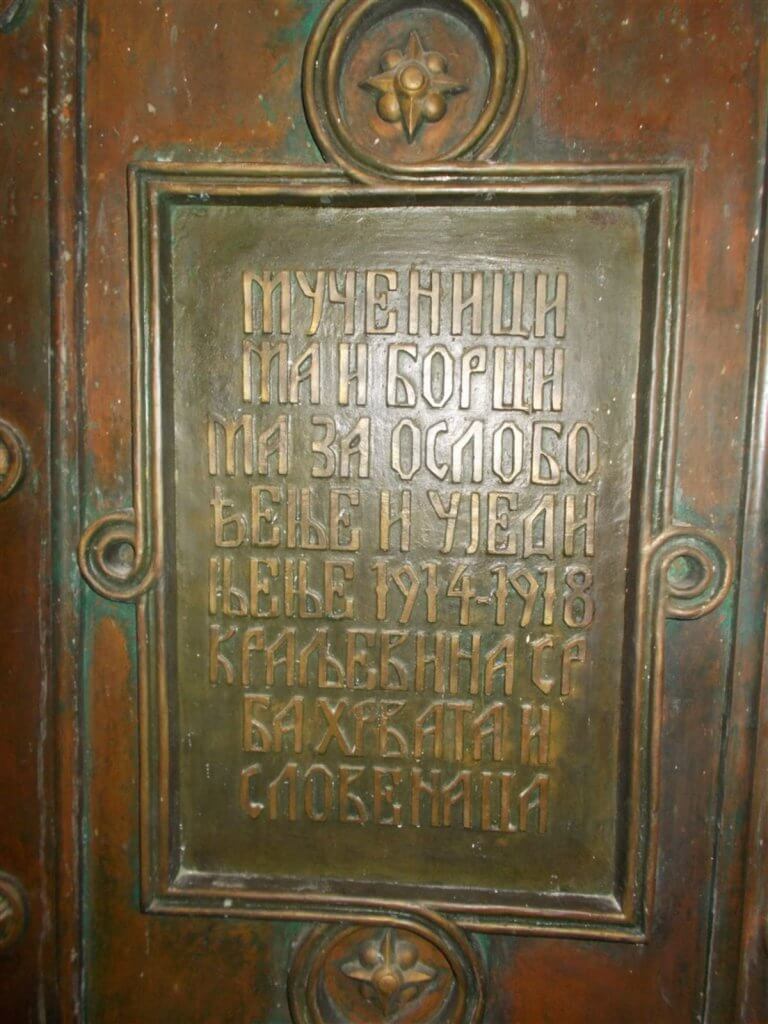 МУЧЕНИЦИ
МА И БОРЦИ
МА ЗА ОСЛОБО
ЂЕЊЕ И УЈЕДИ
ЊЕЊЕ 1914-1918
КРАЉЕВИНА СР
БА ХРВАТА И
СЛОВЕНАЦА